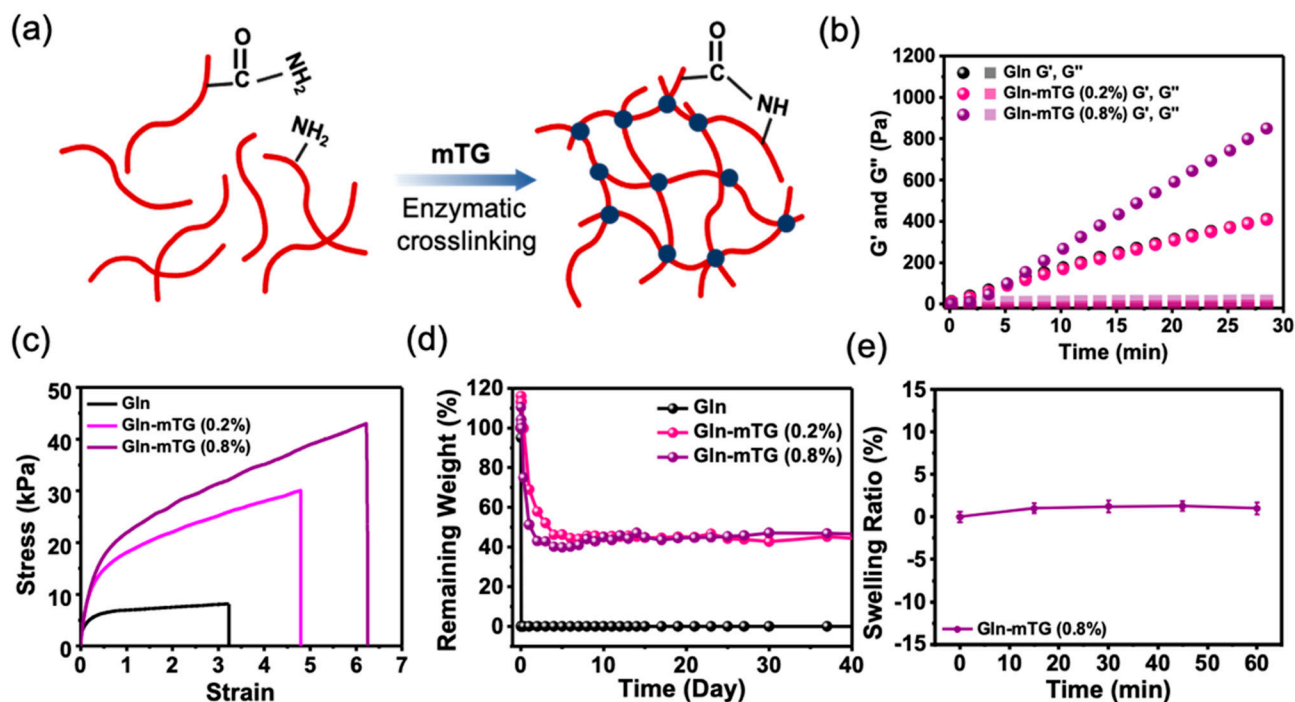 (a)
O
C
NH2
NH2
mTG
Enzymatic
crosslinking
O
C
NH
(b)
1200
1000
800
600
400
200
0
G' and G'' (Pa)
Gln G', G''
Gln-mTG (0.2%) G', G''
Gln-mTG (0.8%) G', G''
0 5 10 15 20 25 30
Time (min)
(c)
50
40
30
20
10
0
Stress (kPa)
Gln
Gln-mTG (0.2%)
Gln-mTG (0.8%)
0 1 2 3 4 5 6 7
Strain
(d)
120
100
80
60
40
20
0
Remaining Weight (%)
Gln
Gln-mTG (0.2%)
Gln-mTG (0.8%)
0 10 20 30 40
Time (Day)
(e)
15
10
5
0
-5
-10
-15
Swelling Ratio (%)
Gln-mTG (0.8%)
0 10 20 30 40 50 60
Time (min)